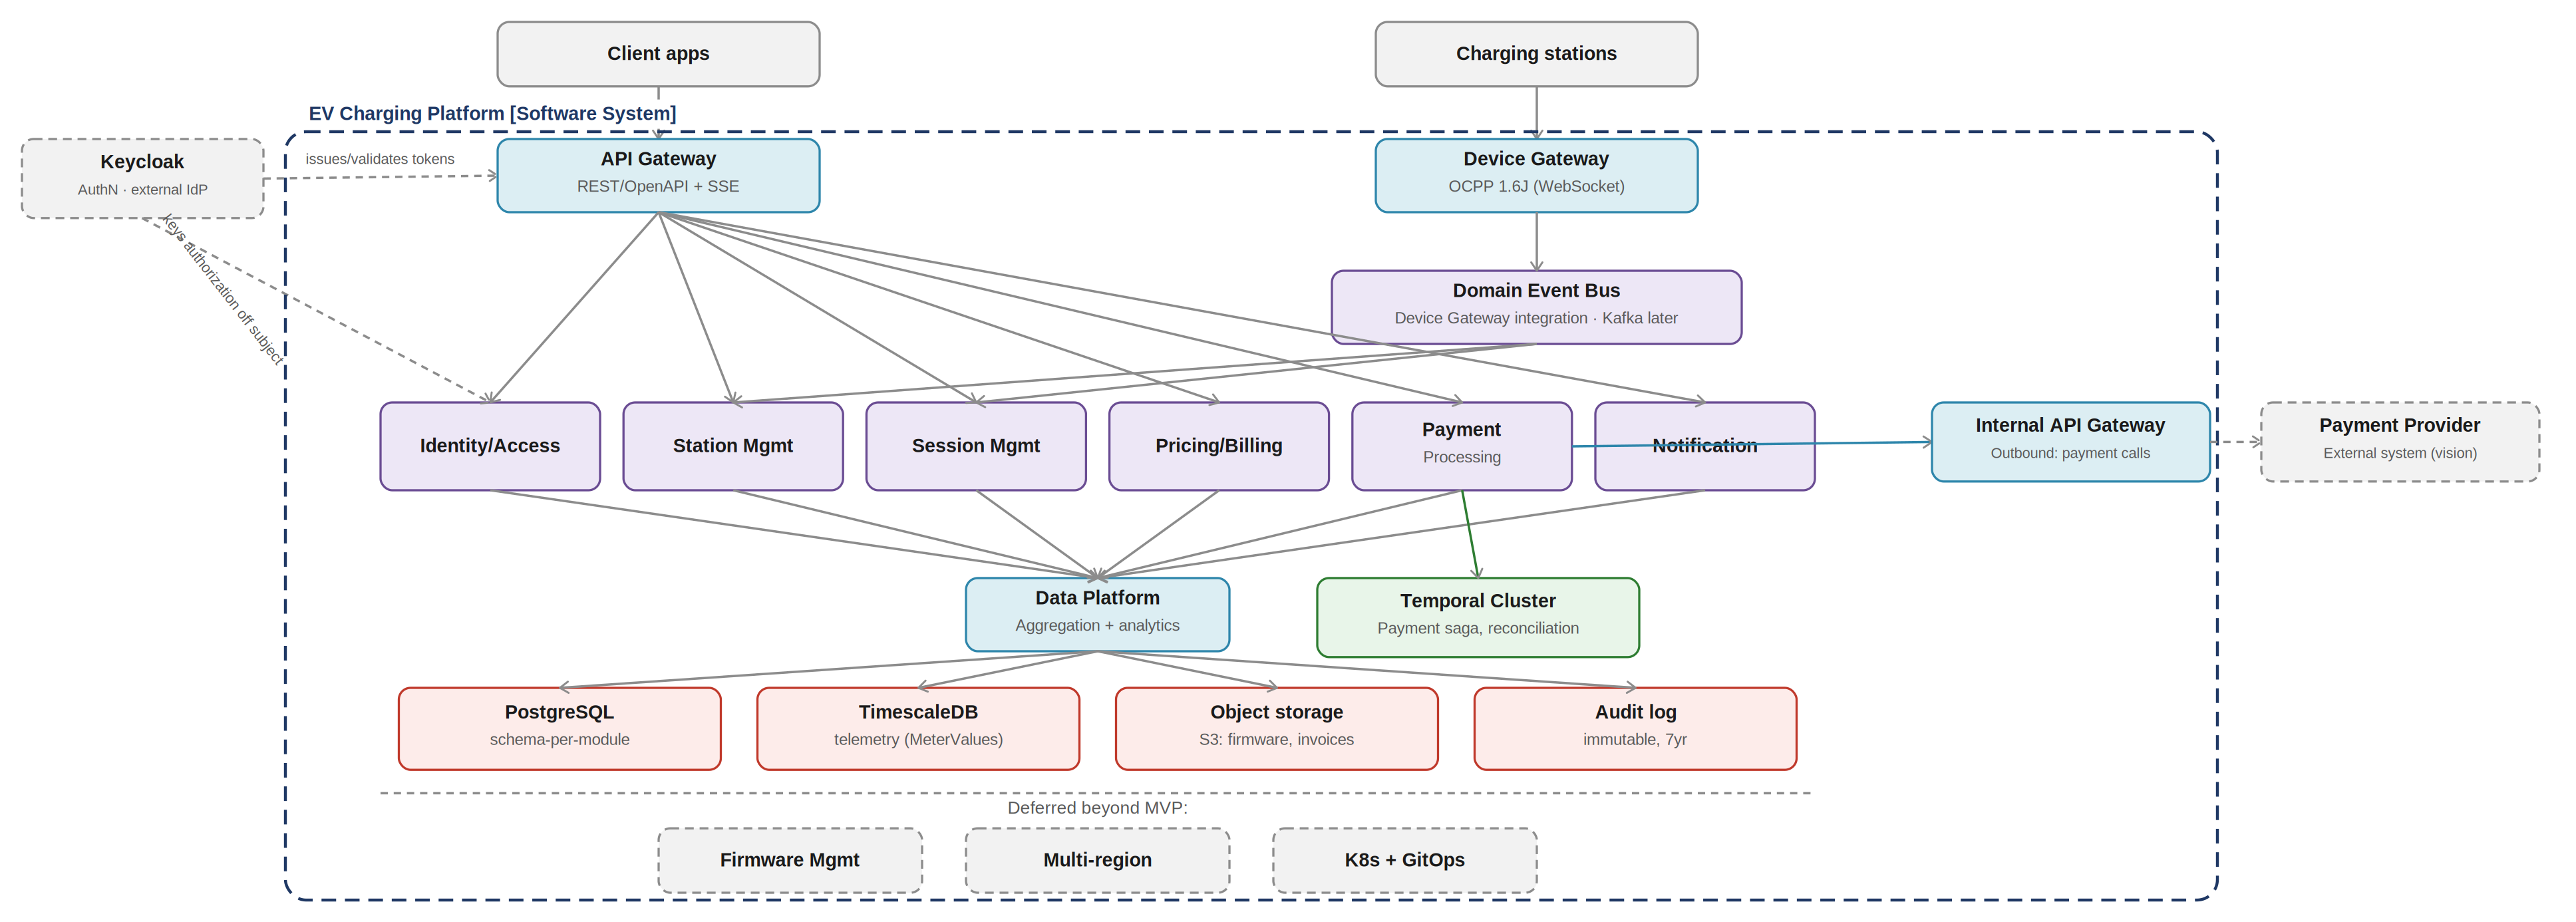 Client apps
Charging stations
EV Charging Platform [Software System]
Keycloak
AuthN · external IdP
issues/validates tokens
API Gateway
REST/OpenAPI + SSE
Device Gateway
OCPP 1.6J (WebSocket)
Keys authorization off subject
Domain Event Bus
Device Gateway integration · Kafka later
Identity/Access
Station Mgmt
Session Mgmt
Pricing/Billing
Payment
Processing
Notification
Internal API Gateway
Outbound: payment calls
Payment Provider
External system (vision)
Data Platform
Aggregation + analytics
Temporal Cluster
Payment saga, reconciliation
PostgreSQL
schema-per-module
TimescaleDB
telemetry (MeterValues)
Object storage
S3: firmware, invoices
Audit log
immutable, 7yr
Deferred beyond MVP:
Firmware Mgmt
Multi-region
K8s + GitOps